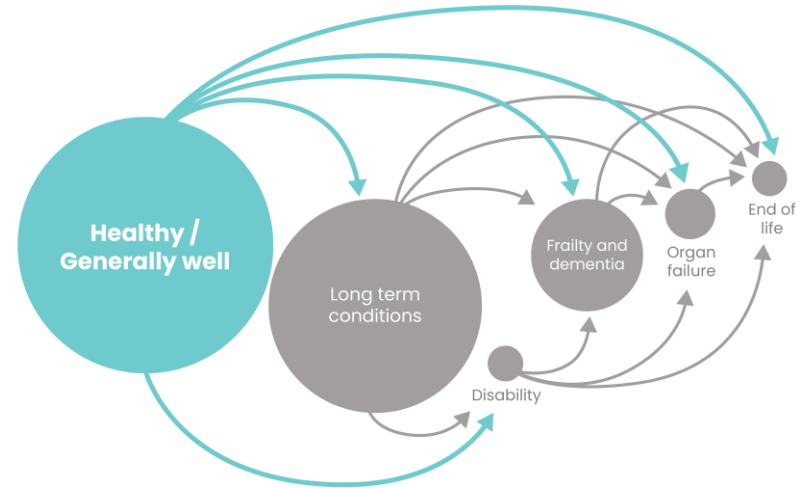 Healthy /
Generally well
Long term
conditions
Frailty and
dementia
Organ
failure
End of
life
Disability